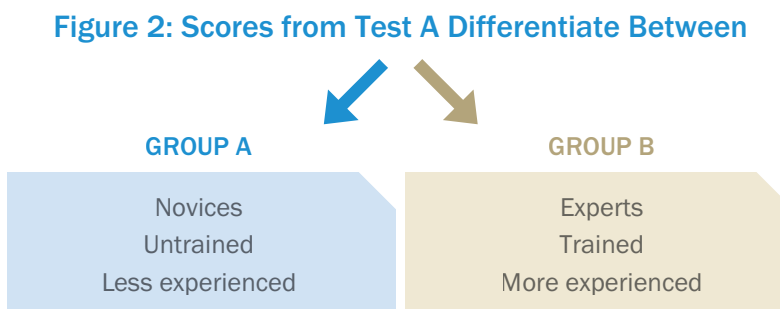 Figure 2: Scores from Test A Differentiate Between
GROUP A
Novices
Untrained
Less experienced
GROUP B
Experts
Trained
More experienced